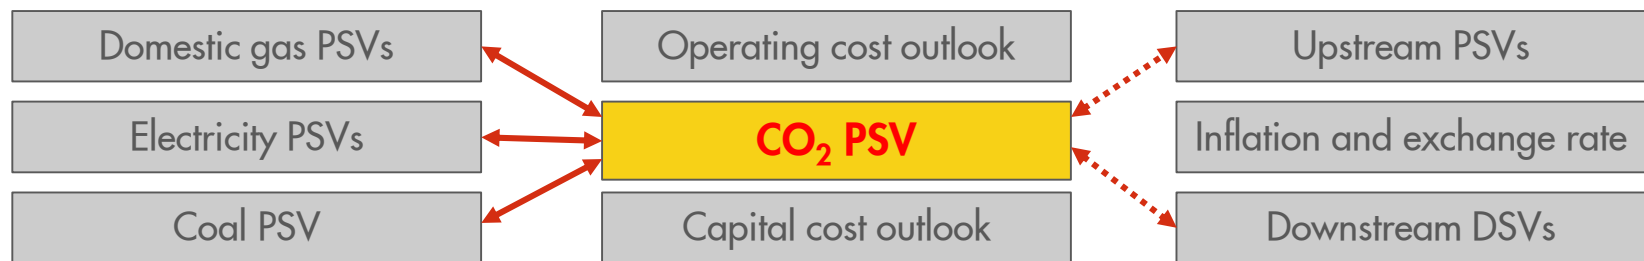 Domestic gas PSVs
Operating cost outlook
Upstream PSVs
Electricity PSVs
CO₂ PSV
Inflation and exchange rate
Coal PSV
Capital cost outlook
Downstream DSVs